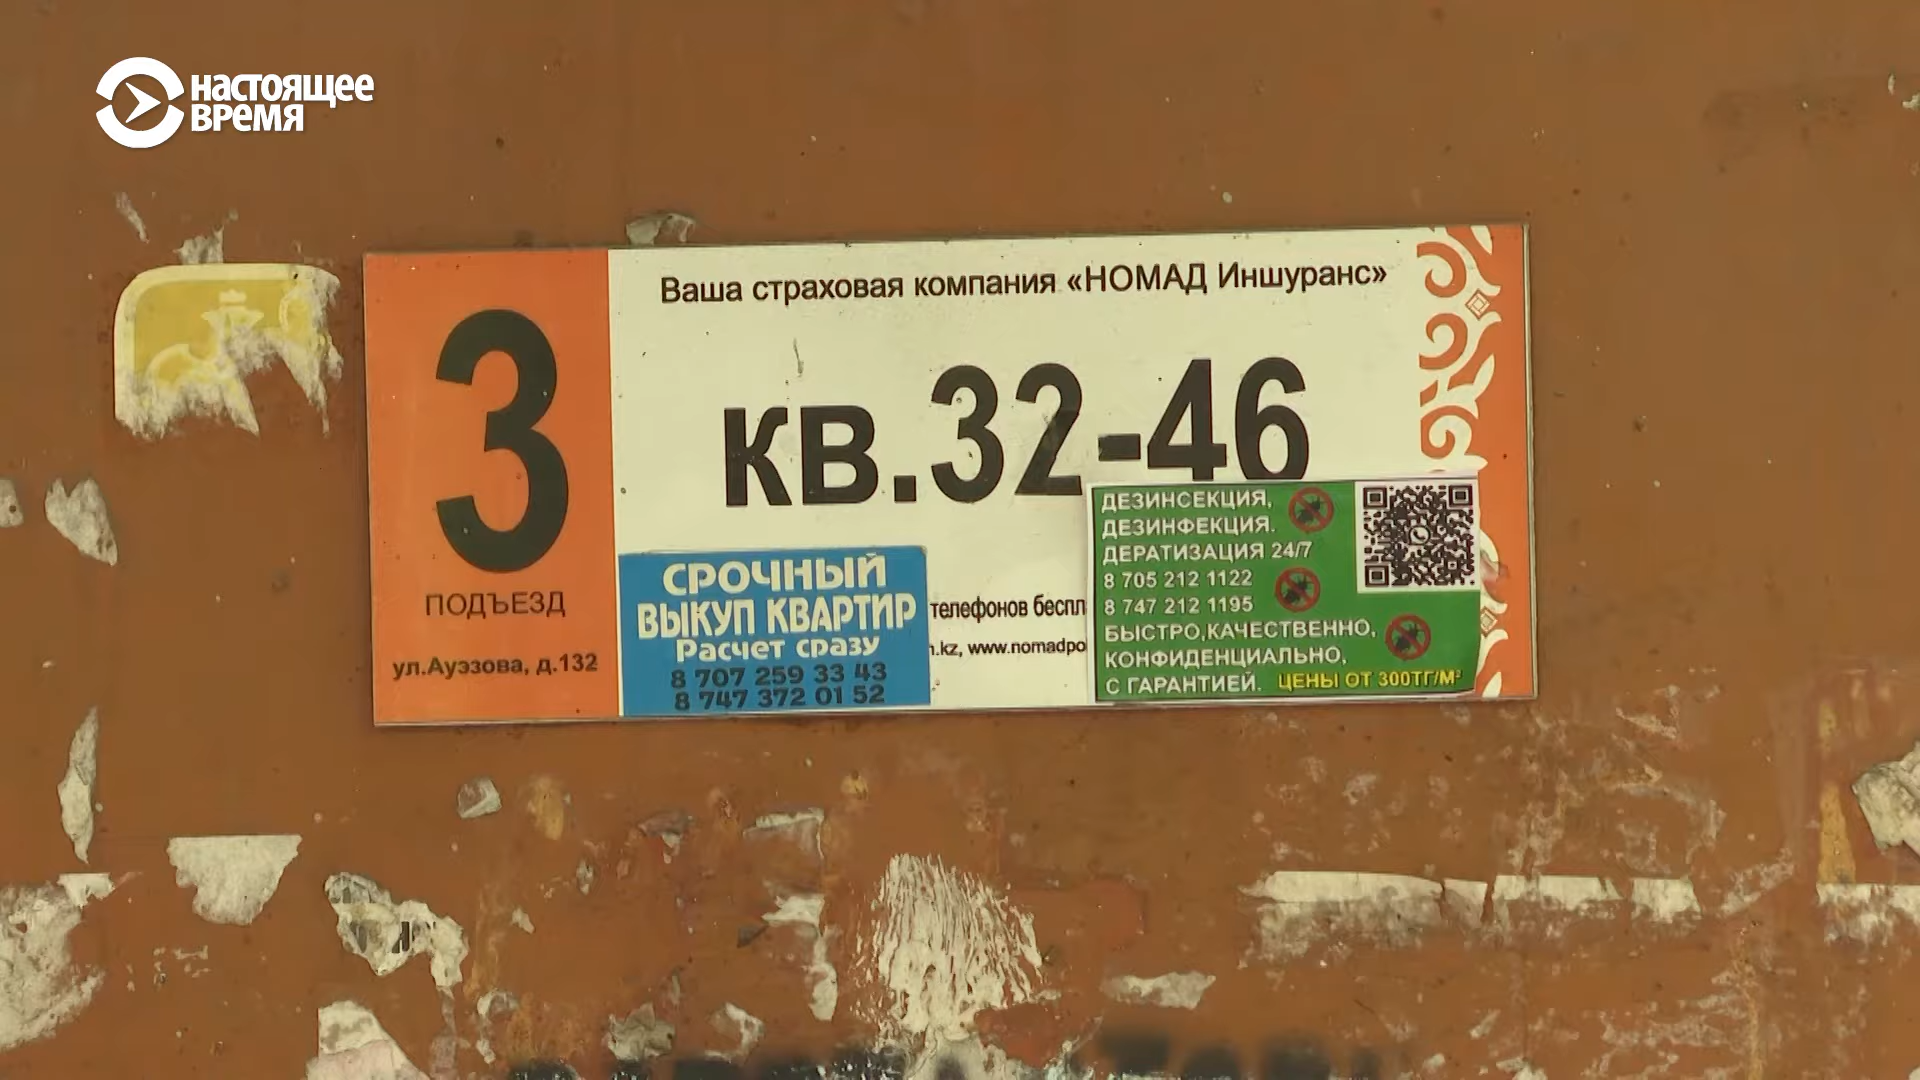 НАСТОЯЩЕЕ
ВРЕМЯ
Ваша страховая компания «НОМАД Иншуранс»
3
ПОДЪЕЗД
ул.Ауэзова, д.132
кв.32-46
телефонов беспл
.kz, www.nomadpo
СРОЧНЫЙ
ВЫКУП КВАРТИР
Расчет сразу
8 707 259 33 43
8 747 372 01 52
ДЕЗИНСЕКЦИЯ,
ДЕЗИНФЕКЦИЯ.
ДЕРАТИЗАЦИЯ 24/7
8 705 212 1122
8 747 212 1195
БЫСТРО,КАЧЕСТВЕННО,
КОНФИДЕНЦИАЛЬНО,
С ГАРАНТИЕЙ. ЦЕНЫ ОТ 300ТГ/М²